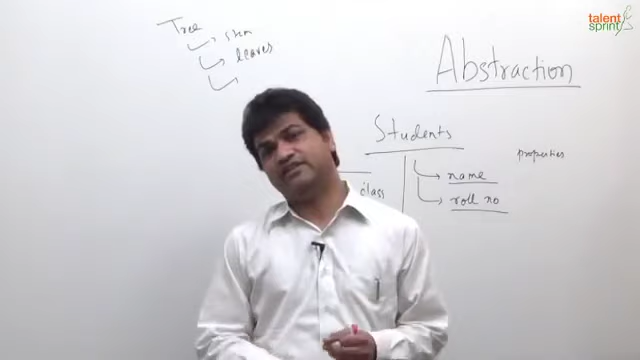 Tree
stem
leaves
talent
sprint
Abstraction
Students
properties
name
class
roll no